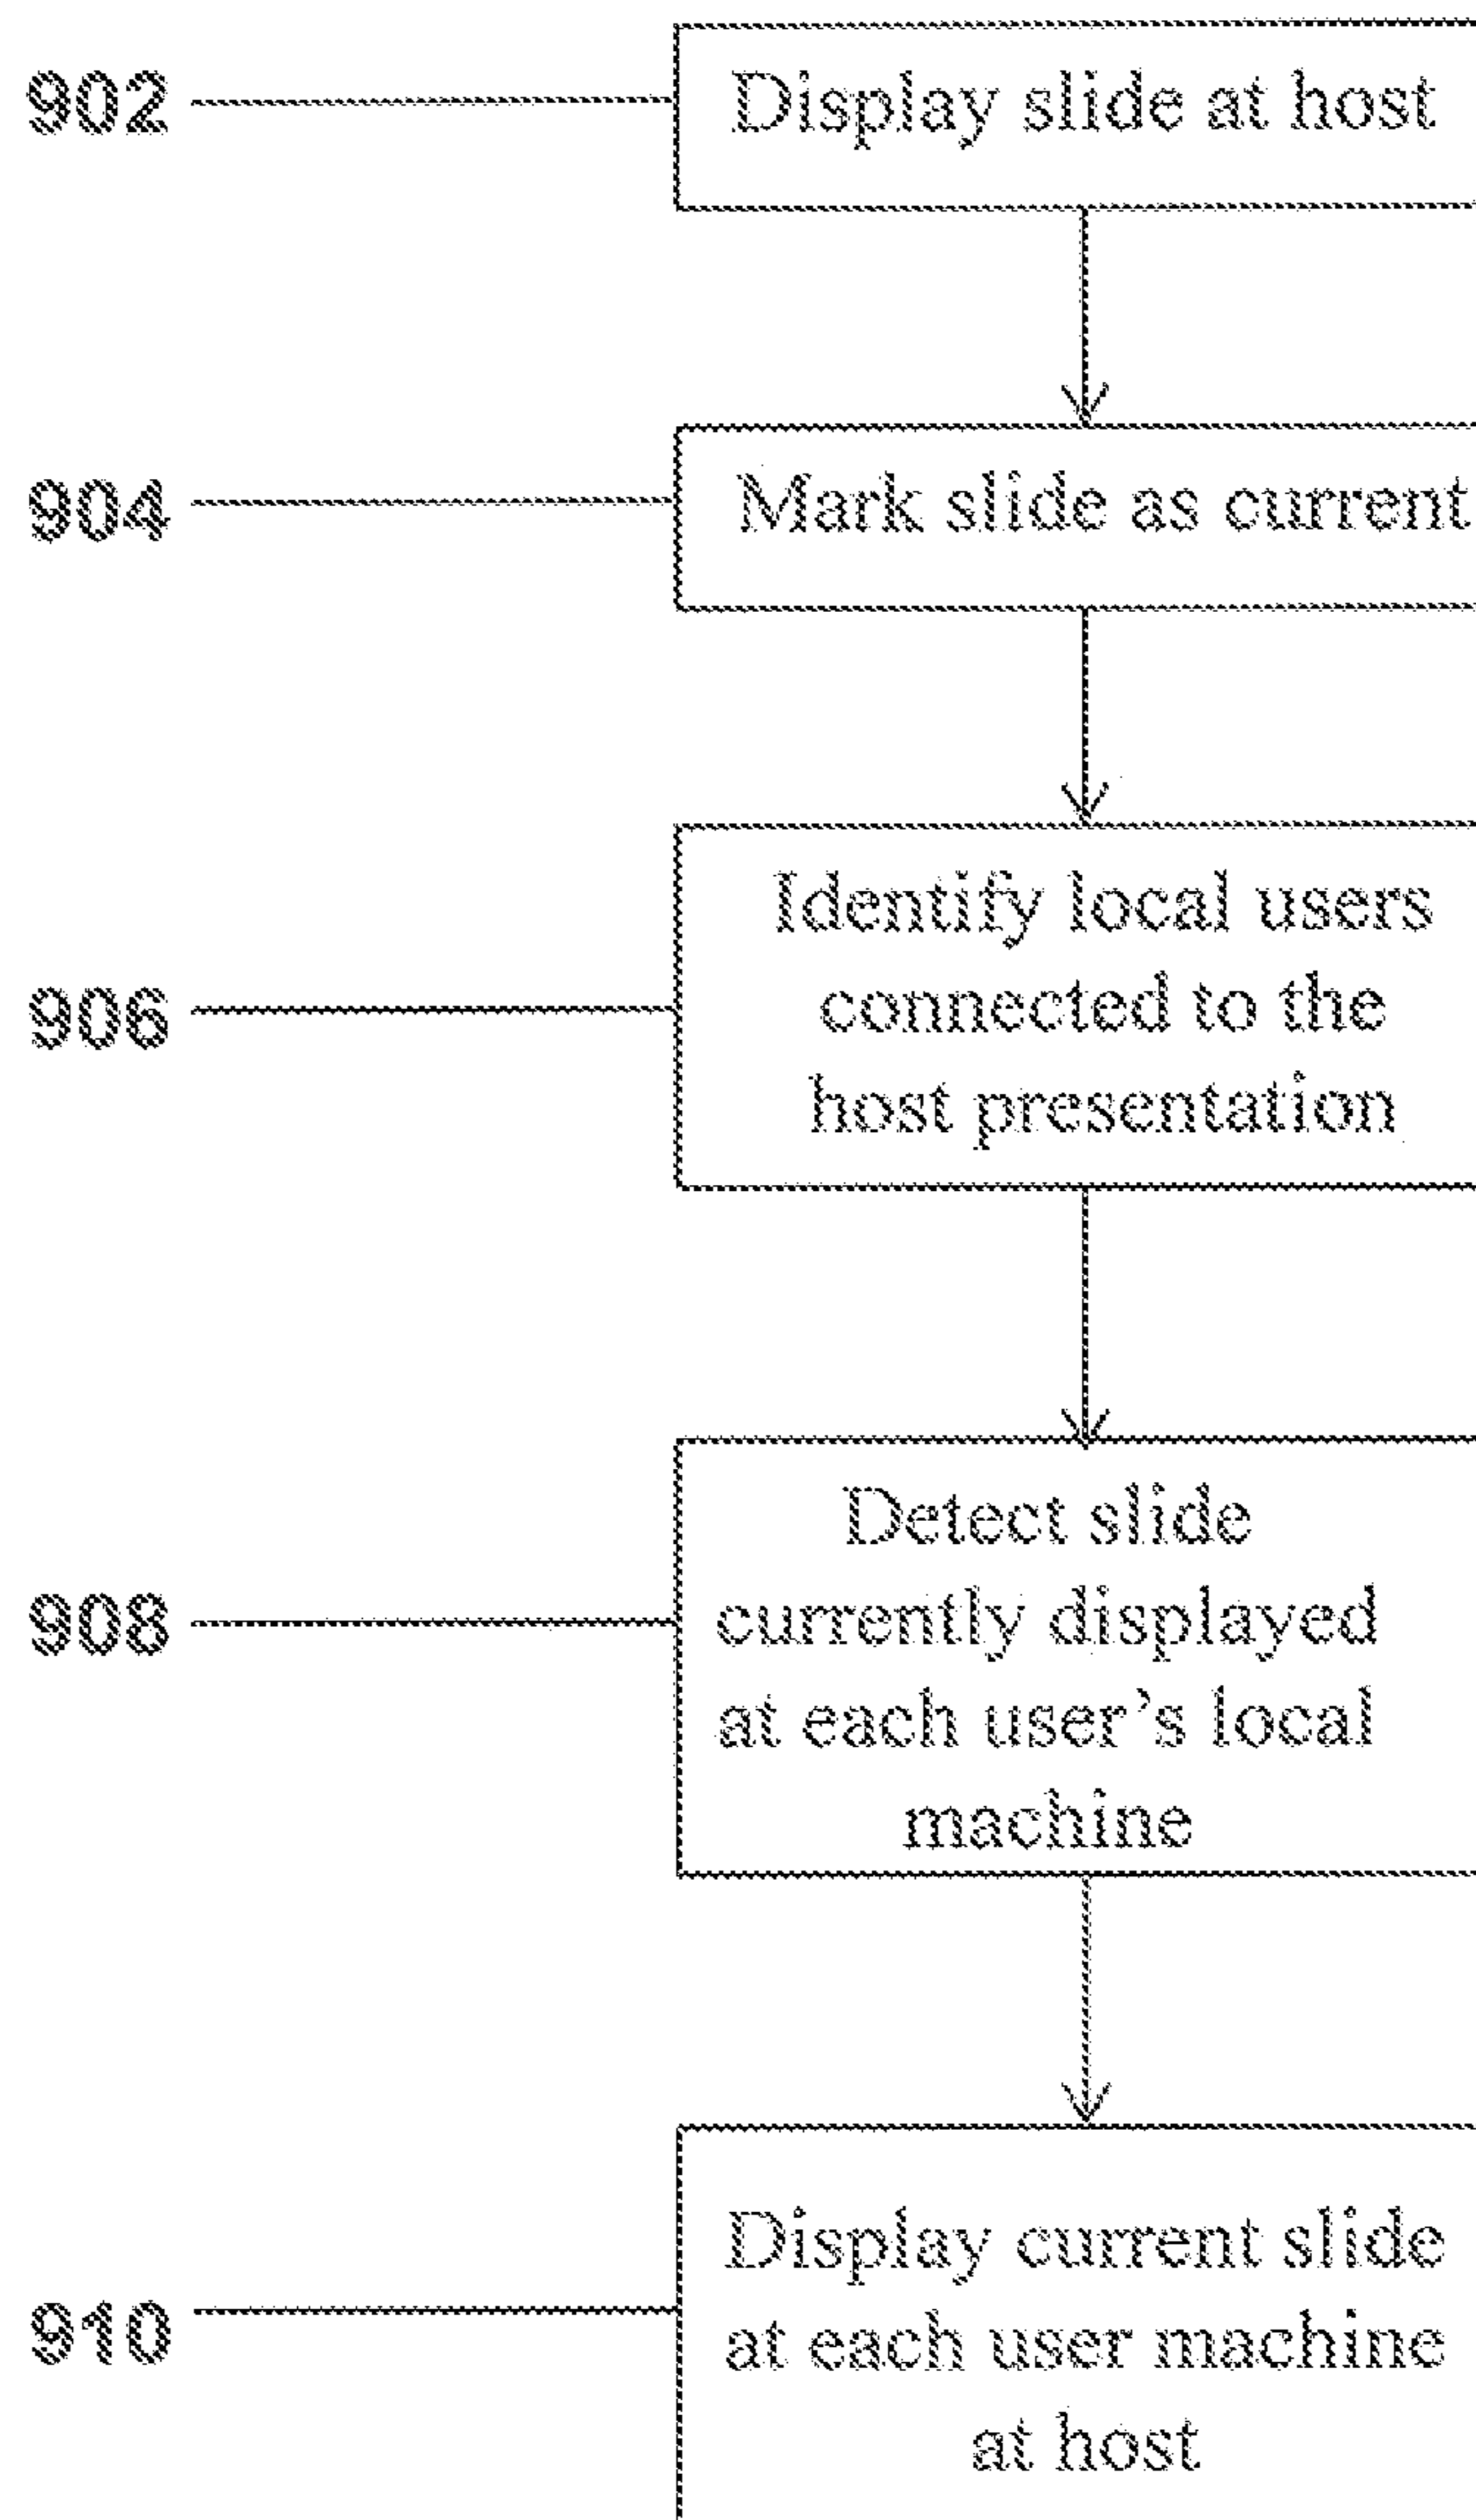 902
Display slide at host
904
Mark slide as current
Identify local users
906
connected to the
host presentation
Detect slide
908
currently displayed
at each user's local
machine
Display current slide
910
at each user machine
at host